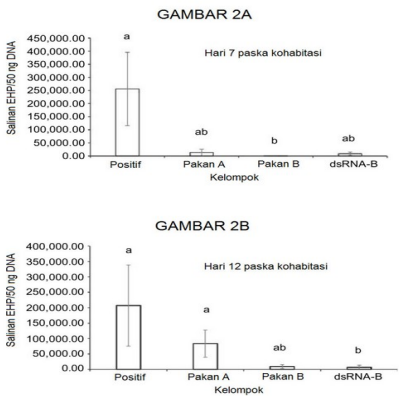 GAMBAR 2A
Salinan EHP/50 ng DNA
450,000.00
400,000.00
350,000.00
300,000.00
250,000.00
200,000.00
150,000.00
100,000.00
50,000.00
0.00
Hari 7 paska kohabitasi
a
ab
b
ab
Positif Pakan A Pakan B dsRNA-B
Kelompok
GAMBAR 2B
Salinan EHP/50 ng DNA
400,000.00
350,000.00
300,000.00
250,000.00
200,000.00
150,000.00
100,000.00
50,000.00
0.00
Hari 12 paska kohabitasi
a
a
ab
b
Positif Pakan A Pakan B dsRNA-B
Kelompok